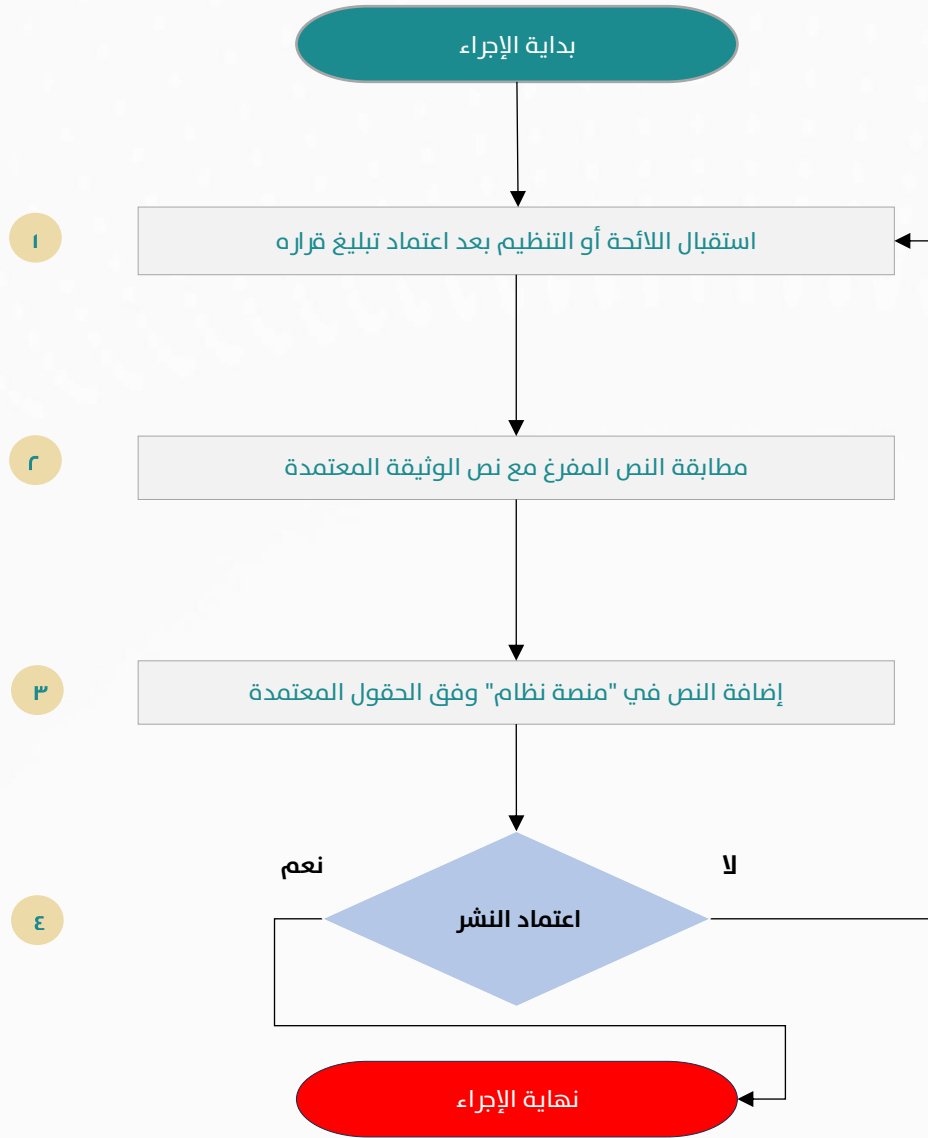 بداية الإجراء
١
استقبال اللائحة أو التنظيم بعد اعتماد تبليغ قراره
٢
مطابقة النص المفرغ مع نص الوثيقة المعتمدة
٣
إضافة النص في "منصة نظام" وفق الحقول المعتمدة
لا
نعم
٤
اعتماد النشر
نهاية الإجراء